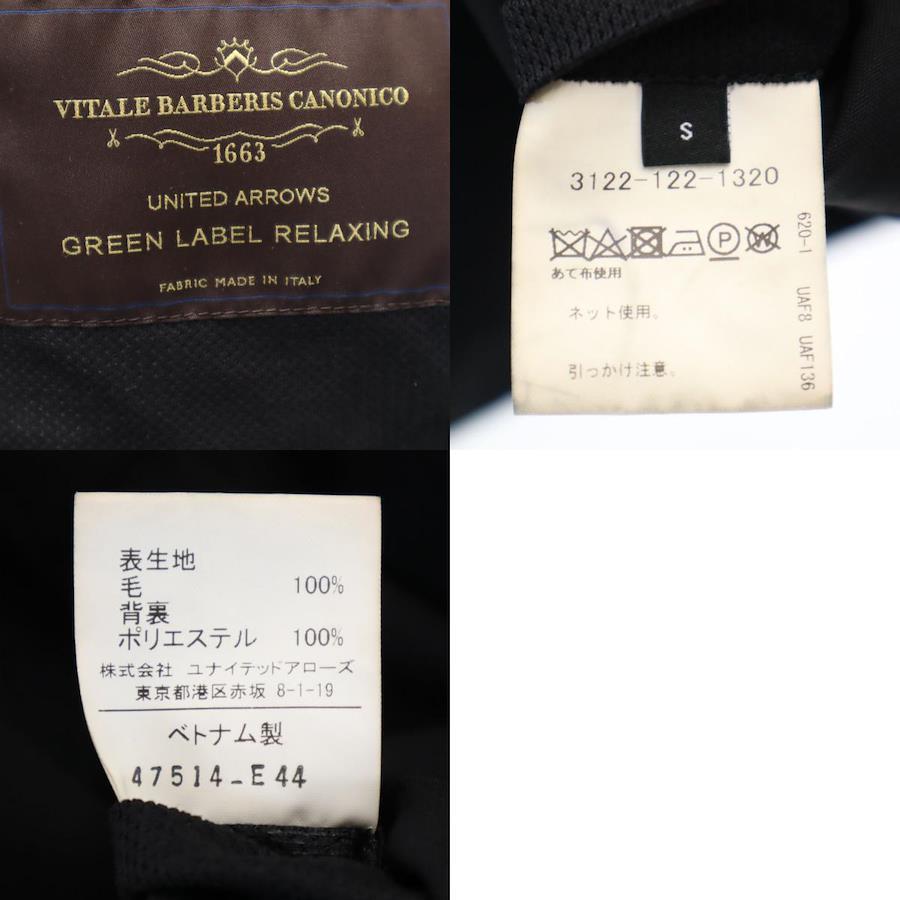 VITALE BARBERIS CANONICO
1663
UNITED ARROWS
GREEN LABEL RELAXING
FABRIC MADE IN ITALY
S
3122-122-1320
P W
あて布使用
ネット使用。
引っかけ注意。
620-1 UAF8 UAF136
表生地
毛 100%
背裏
ポリエステル 100%
株式会社 ユナイテッドアローズ
東京都港区赤坂 8-1-19
ベトナム製
47514-E44